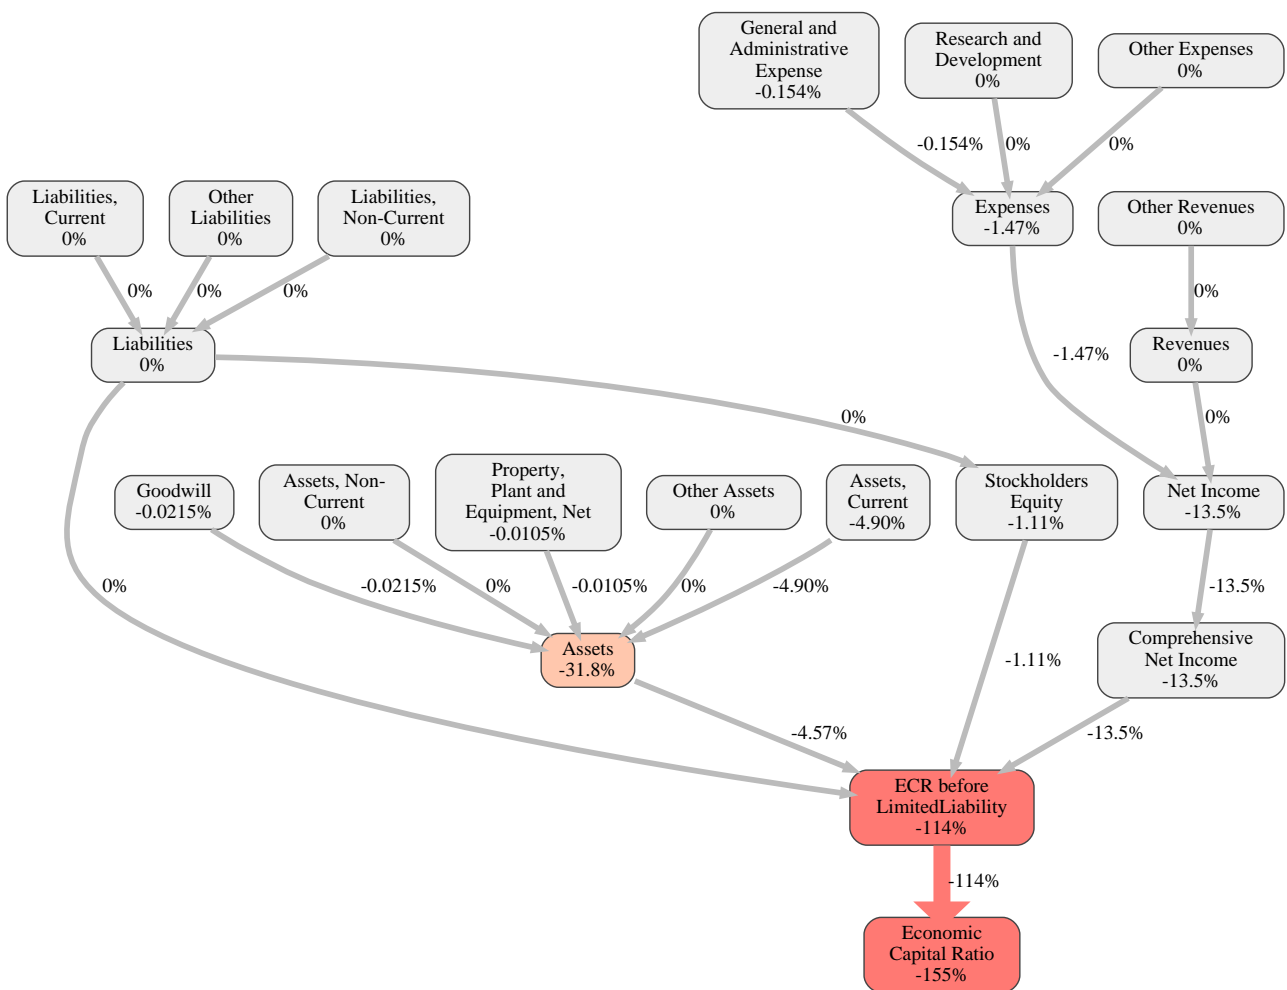 General and
Administrative
Expense
-0.154%
Research and
Development
0%
Other Expenses
0%
-0.154%
0%
0%
Liabilities,
Current
0%
Other
Liabilities
0%
Liabilities,
Non-Current
0%
Expenses
-1.47%
Other Revenues
0%
0%
0%
0%
0%
Liabilities
0%
-1.47%
Revenues
0%
0%
0%
Goodwill
-0.0215%
Assets, Non-
Current
0%
Property,
Plant and
Equipment, Net
-0.0105%
Other Assets
0%
Assets,
Current
-4.90%
Stockholders
Equity
-1.11%
Net Income
-13.5%
0%
-0.0215%
0%
-0.0105%
0%
-4.90%
-13.5%
Assets
-31.8%
-1.11%
Comprehensive
Net Income
-13.5%
-4.57%
-13.5%
ECR before
LimitedLiability
-114%
-114%
Economic
Capital Ratio
-155%